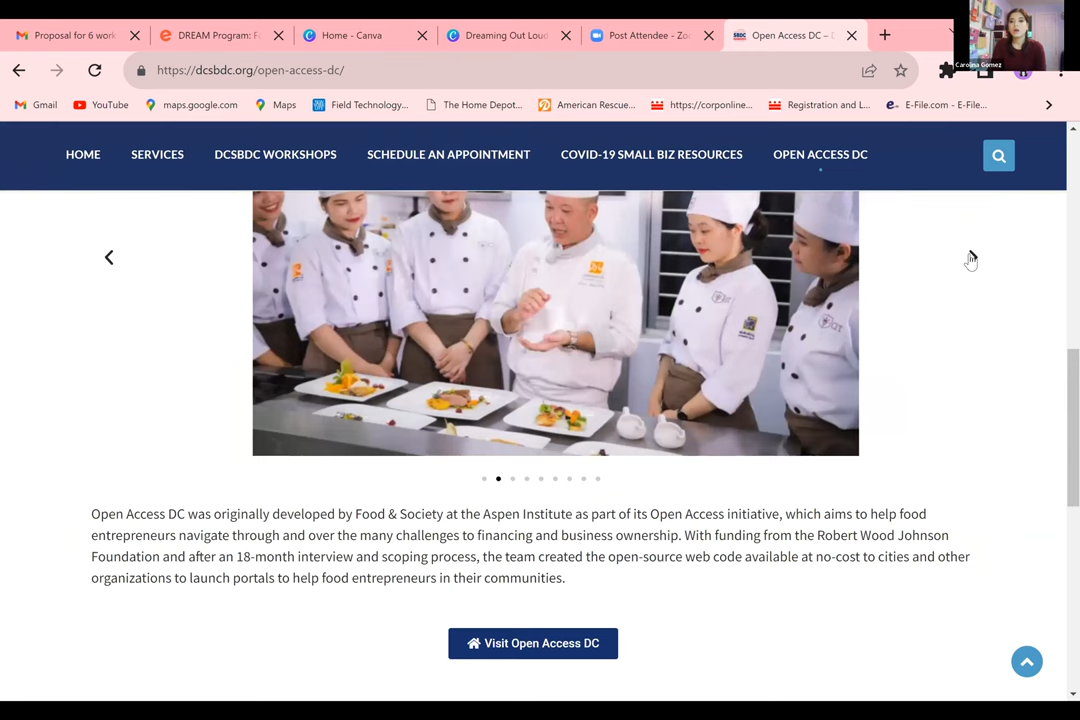 Proposal for 6 work
DREAM Program: Fo
Home - Canva
Dreaming Out Loud
Post Attendee - Zoo
Open Access DC – D
Carolina Gomez
https://dcsbdc.org/open-access-dc/
Gmail
YouTube
maps.google.com
Maps
Field Technology...
The Home Depot...
American Rescue...
https://corponline...
Registration and L...
E-File.com - E-File...
HOME
SERVICES
DCSBDC WORKSHOPS
SCHEDULE AN APPOINTMENT
COVID-19 SMALL BIZ RESOURCES
OPEN ACCESS DC
Open Access DC was originally developed by Food & Society at the Aspen Institute as part of its Open Access initiative, which aims to help food
entrepreneurs navigate through and over the many challenges to financing and business ownership. With funding from the Robert Wood Johnson
Foundation and after an 18-month interview and scoping process, the team created the open-source web code available at no-cost to cities and other
organizations to launch portals to help food entrepreneurs in their communities.
Visit Open Access DC